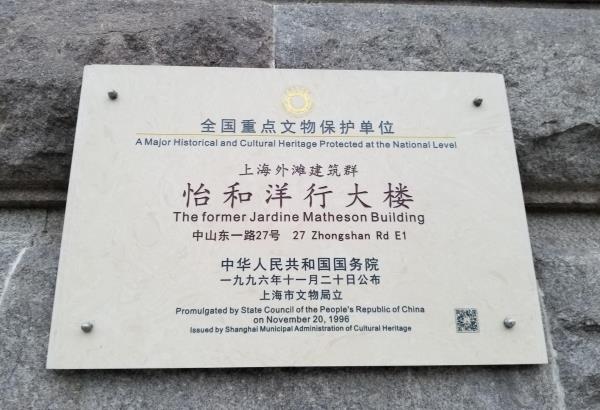 全国重点文物保护单位
A Major Historical and Cultural Heritage Protected at the National Level
上海外滩建筑群
怡和洋行大楼
The former Jardine Matheson Building
中山东一路27号 27 Zhongshan Rd E1
中华人民共和国国务院
一九九六年十一月二十日公布
上海市文物局立
Promulgated by State Council of the People's Republic of China
on November 20, 1996
Issued by Shanghai Municipal Administration of Cultural Heritage